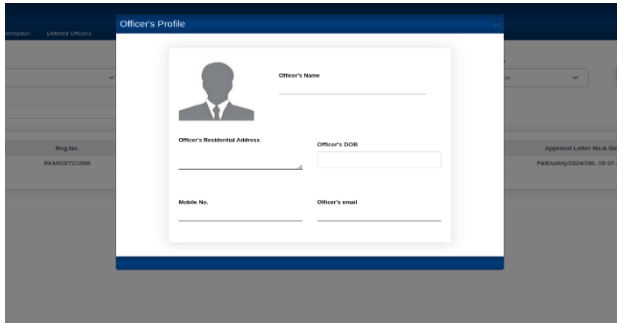 Officer's Profile
Deleted Officers
Officer's Name
Officer's Residential Address
Officer's DOB
Reg.No.
Approval Letter No.& Da
Mobile No.
Officer's email